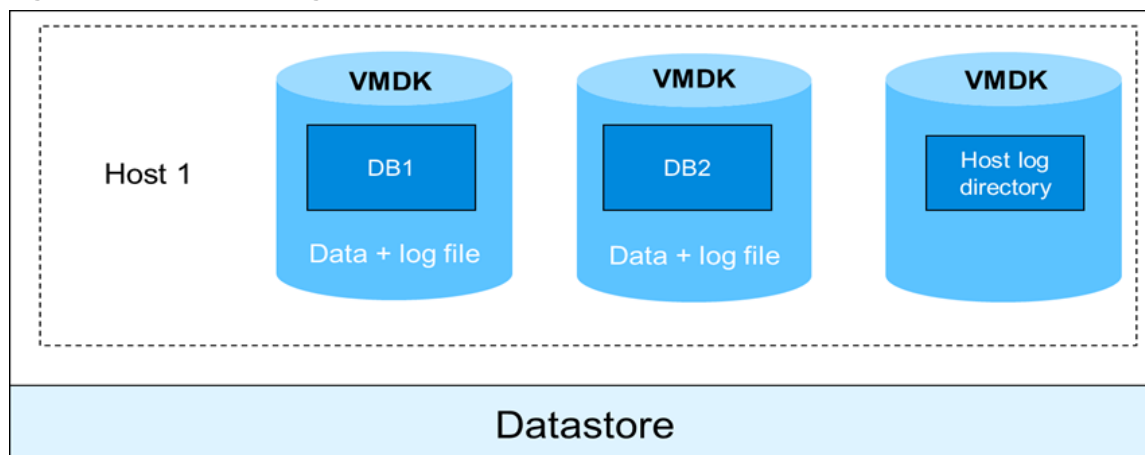 VMDK
VMDK
VMDK
Host 1
DB1
DB2
Host log
directory
Data + log file
Data + log file
Datastore